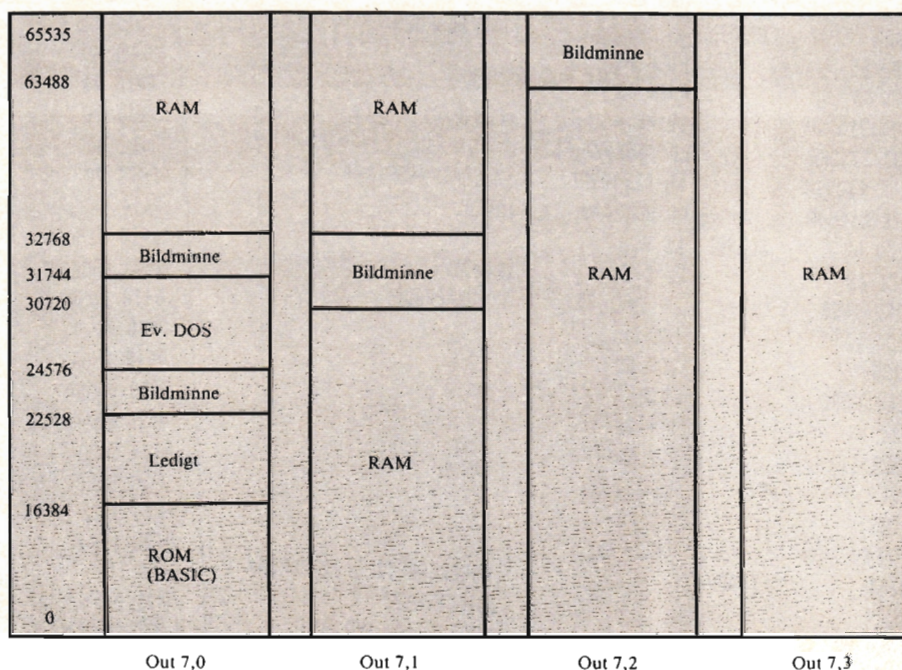 65535
63488
32768
31744
30720
24576
22528
16384
0
RAM
Bildminne
Ev. DOS
Bildminne
Ledigt
ROM
(BASIC)
Out 7,0
RAM
Bildminne
RAM
Out 7,1
Bildminne
RAM
Out 7,2
RAM
Out 7,3